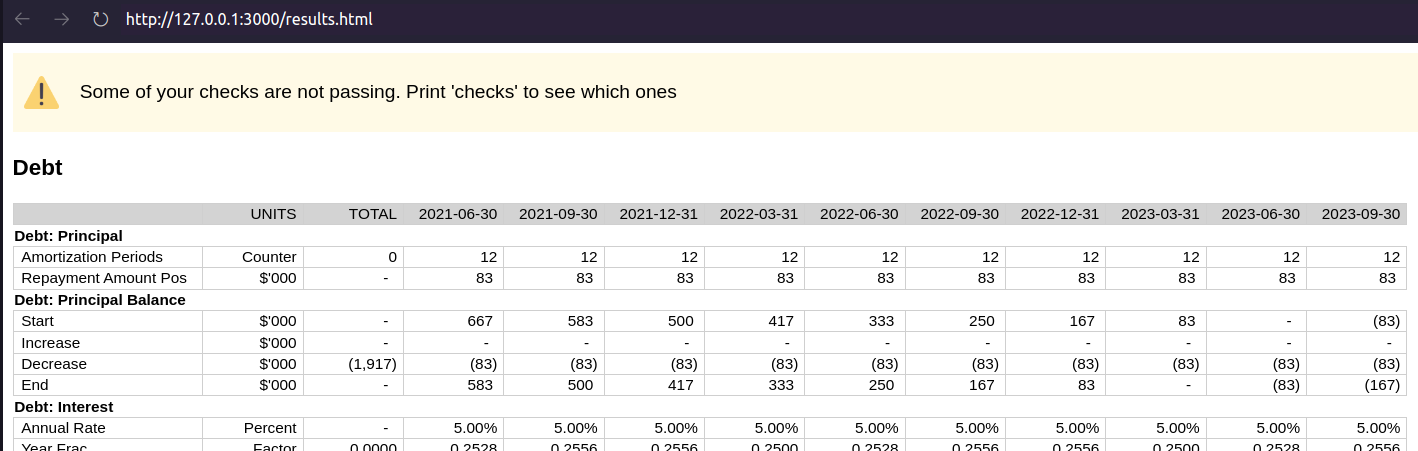 http://127.0.0.1:3000/results.html
Some of your checks are not passing. Print 'checks' to see which ones
Debt
UNITS TOTAL 2021-06-30 2021-09-30 2021-12-31 2022-03-31 2022-06-30 2022-09-30 2022-12-31 2023-03-31 2023-06-30 2023-09-30
Debt: Principal
Amortization Periods Counter 0 12 12 12 12 12 12 12 12 12 12
Repayment Amount Pos $'000 - 83 83 83 83 83 83 83 83 83 83
Debt: Principal Balance
Start $'000 - 667 583 500 417 333 250 167 83 - (83)
Increase $'000 - - - - - - - - - - -
Decrease $'000 (1,917) (83) (83) (83) (83) (83) (83) (83) (83) (83) (83)
End $'000 - 583 500 417 333 250 167 83 - (83) (167)
Debt: Interest
Annual Rate Percent - 5.00% 5.00% 5.00% 5.00% 5.00% 5.00% 5.00% 5.00% 5.00% 5.00%
Year Frac Factor 0.0000 0.2528 0.2556 0.2556 0.2500 0.2528 0.2556 0.2556 0.2500 0.2528 0.2556